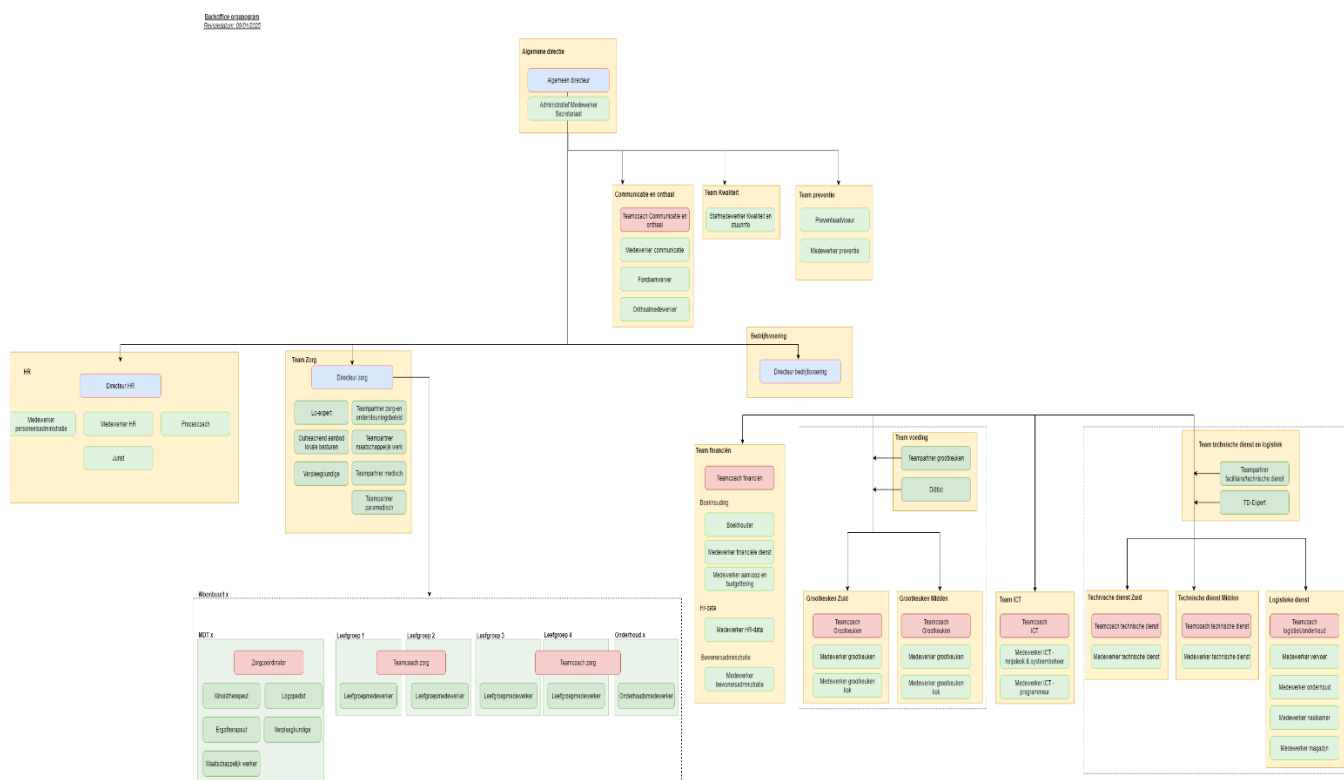 Backoffice organogram
Revisiedatum: 09/01/2025
Algemene directie
Algemeen directeur
Administratief Medewerker
Secretariaat
Communicatie en onthaal
Teamcoach Communicatie en
onthaal
Medewerker communicatie
Fondsenwerver
Onthaalmedewerker
Team Kwaliteit
Stafmedewerker Kwaliteit en
stuurinfo
Team preventie
Preventieadviseur
Medewerker preventie
HR
Directeur HR
Medewerker
personeelsadministratie
Medewerker HR
Procescoach
Jurist
Team Zorg
Directeur zorg
Lo-expert
Teampartner zorg-en
ondersteuningsbeleid
Outreachend aanbod
lokale besturen
Teampartner
maatschappelijk werk
Verpleegkundige
Teampartner medisch
Teampartner
paramedisch
Bedrijfsvoering
Directeur bedrijfsvoering
Team financiën
Teamcoach financiën
Boekhouding
Boekhouder
Medewerker financiële dienst
Medewerker aankoop en
budgettering
Hr-data
Medewerker HR-data
Bewonersadministratie
Medewerker
bewonersadministratie
Team voeding
Teampartner grootkeuken
Diëtist
Grootkeuken Zuid
Teamcoach
Grootkeuken
Medewerker grootkeuken
Medewerker grootkeuken
kok
Grootkeuken Midden
Teamcoach
Grootkeuken
Medewerker grootkeuken
Medewerker grootkeuken
kok
Team ICT
Teamcoach
ICT
Medewerker ICT -
helpdesk & systeembeheer
Medewerker ICT -
programmeur
Team technische dienst en logistiek
Teampartner
facilitaire/technische dienst
TD-Expert
Technische dienst Zuid
Teamcoach technische dienst
Medewerker technische dienst
Technische dienst Midden
Teamcoach technische dienst
Medewerker technische dienst
Logistieke dienst
Teamcoach
logistiek/onderhoud
Medewerker vervoer
Medewerker onderhoud
Medewerker naaikamer
Medewerker magazijn
Woonbuurt x
MDT x
Zorgcoördinator
Kinesitherapeut
Logopedist
Ergotherapeut
Verpleegkundige
Maatschappelijk werker
Leefgroep 1
Leefgroep 2
Teamcoach zorg
Leefgroepmedewerker
Leefgroepmedewerker
Leefgroep 3
Leefgroep 4
Onderhoud x
Teamcoach zorg
Leefgroepmedewerker
Leefgroepmedewerker
Onderhoudsmedewerker